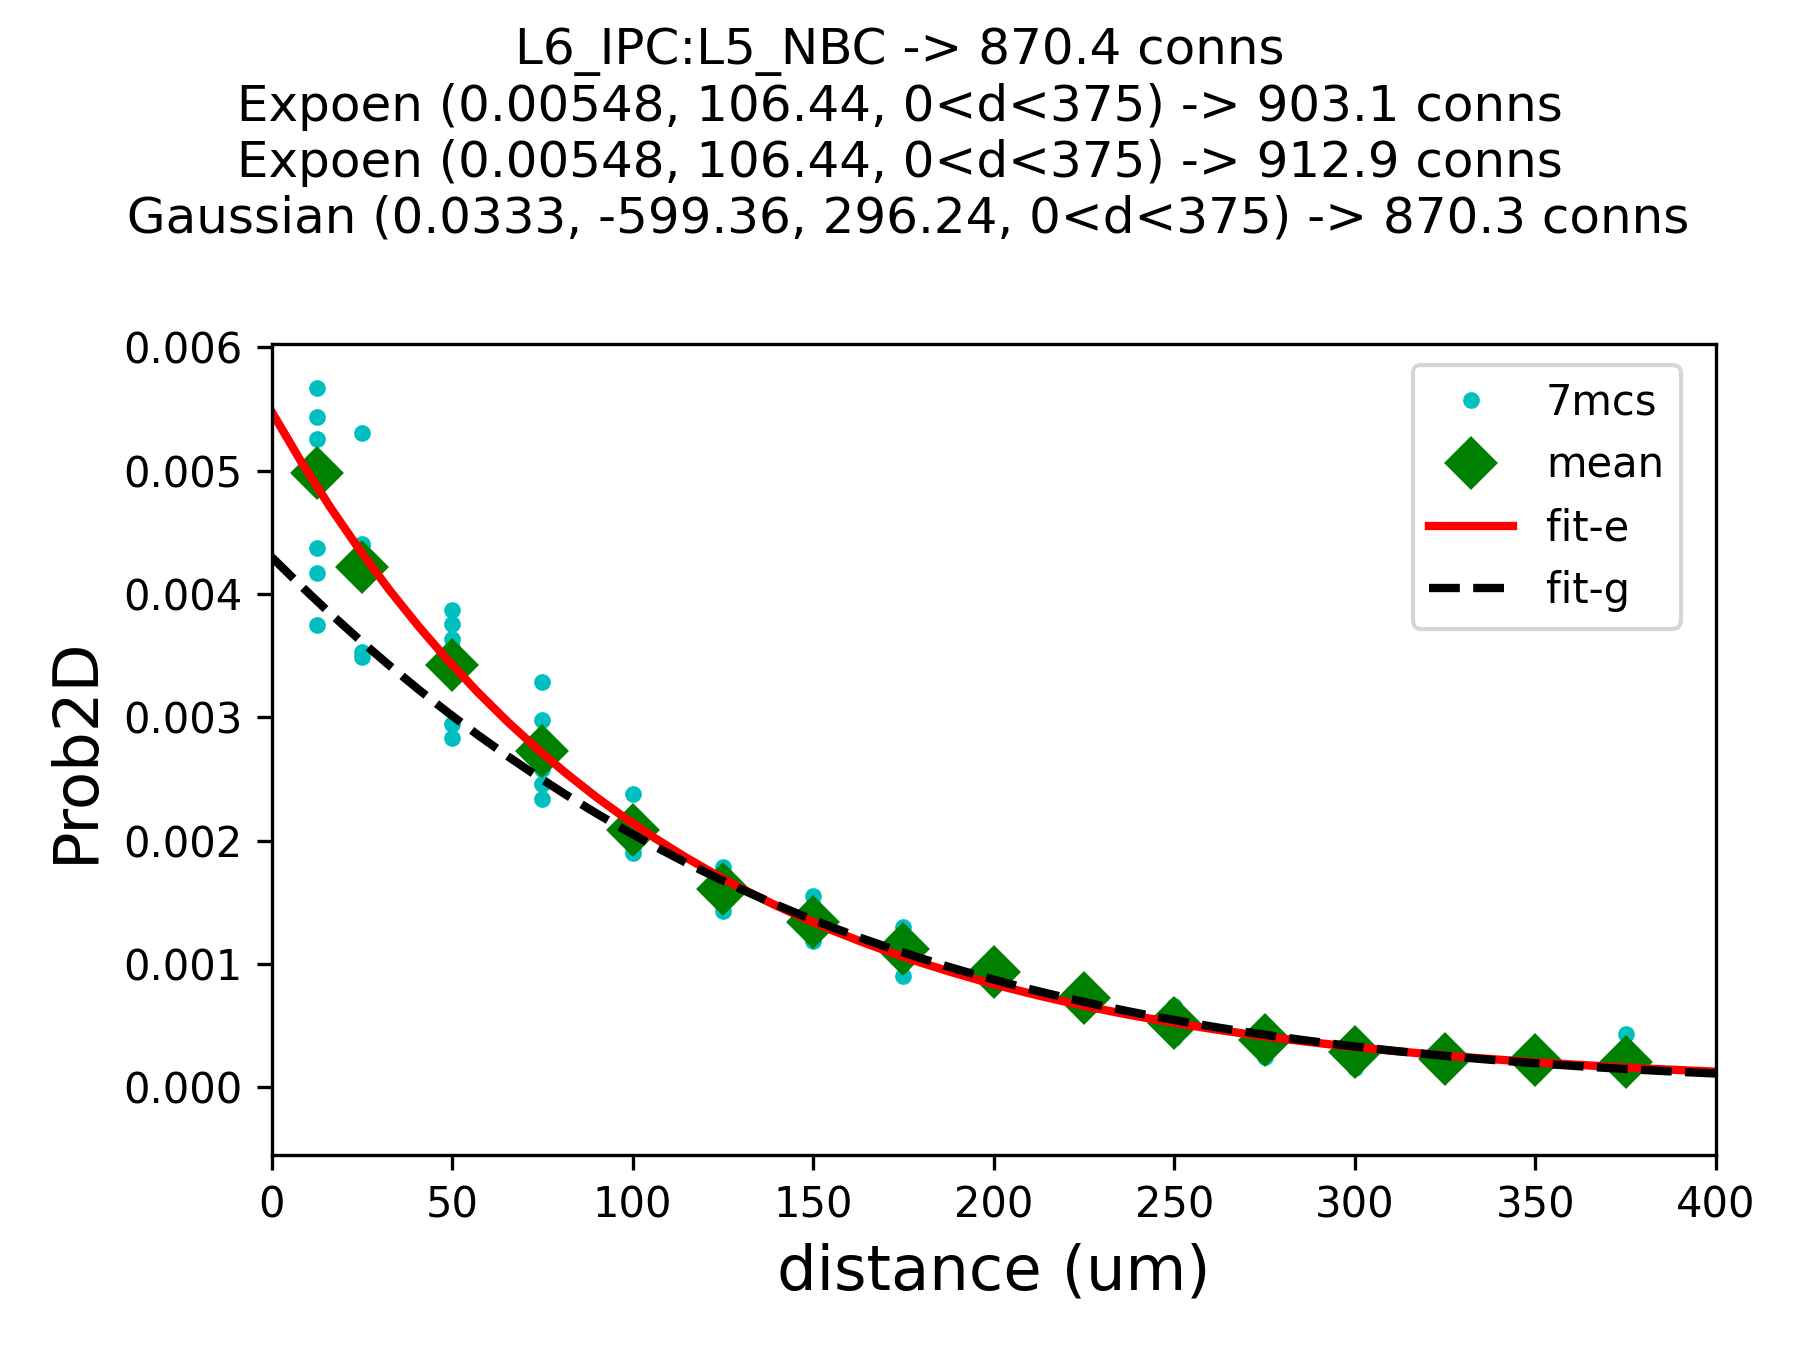 L6_IPC:L5_NBC -> 870.4 conns
Expoen (0.00548, 106.44, 0<d<375) -> 903.1 conns
Expoen (0.00548, 106.44, 0<d<375) -> 912.9 conns
Gaussian (0.0333, -599.36, 296.24, 0<d<375) -> 870.3 conns
0.006
0.005
0.004
0.003
0.002
0.001
0.000
Prob2D
7mcs
mean
fit-e
fit-g
0 50 100 150 200 250 300 350 400
distance (um)